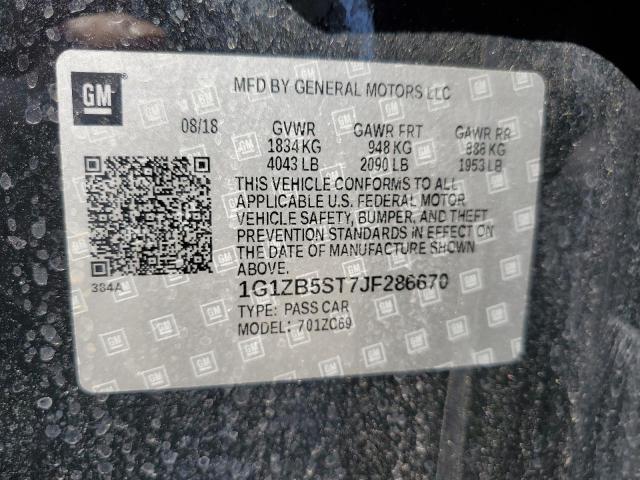 GM
MFD BY GENERAL MOTORS LLC
08/18 GVWR GAWR FRT GAWR RR
1834 KG 948 KG 886 KG
4043 LB 2090 LB 1953 LB
THIS VEHICLE CONFORMS TO ALL
APPLICABLE U.S. FEDERAL MOTOR
VEHICLE SAFETY, BUMPER, AND THEFT
PREVENTION STANDARDS IN EFFECT ON
THE DATE OF MANUFACTURE SHOWN
ABOVE.
384A
1G1ZB5ST7JF286670
TYPE: PASS CAR
MODEL: 701ZC69